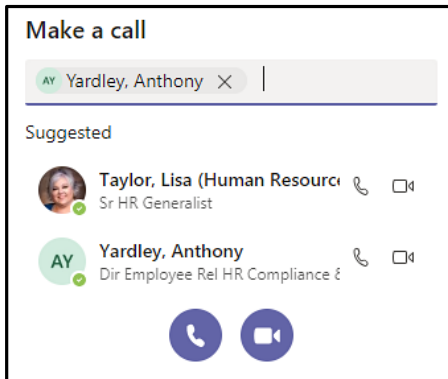 Make a call
AY Yardley, Anthony
Suggested
Taylor, Lisa (Human Resource
Sr HR Generalist
AY
Yardley, Anthony
Dir Employee Rel HR Compliance &